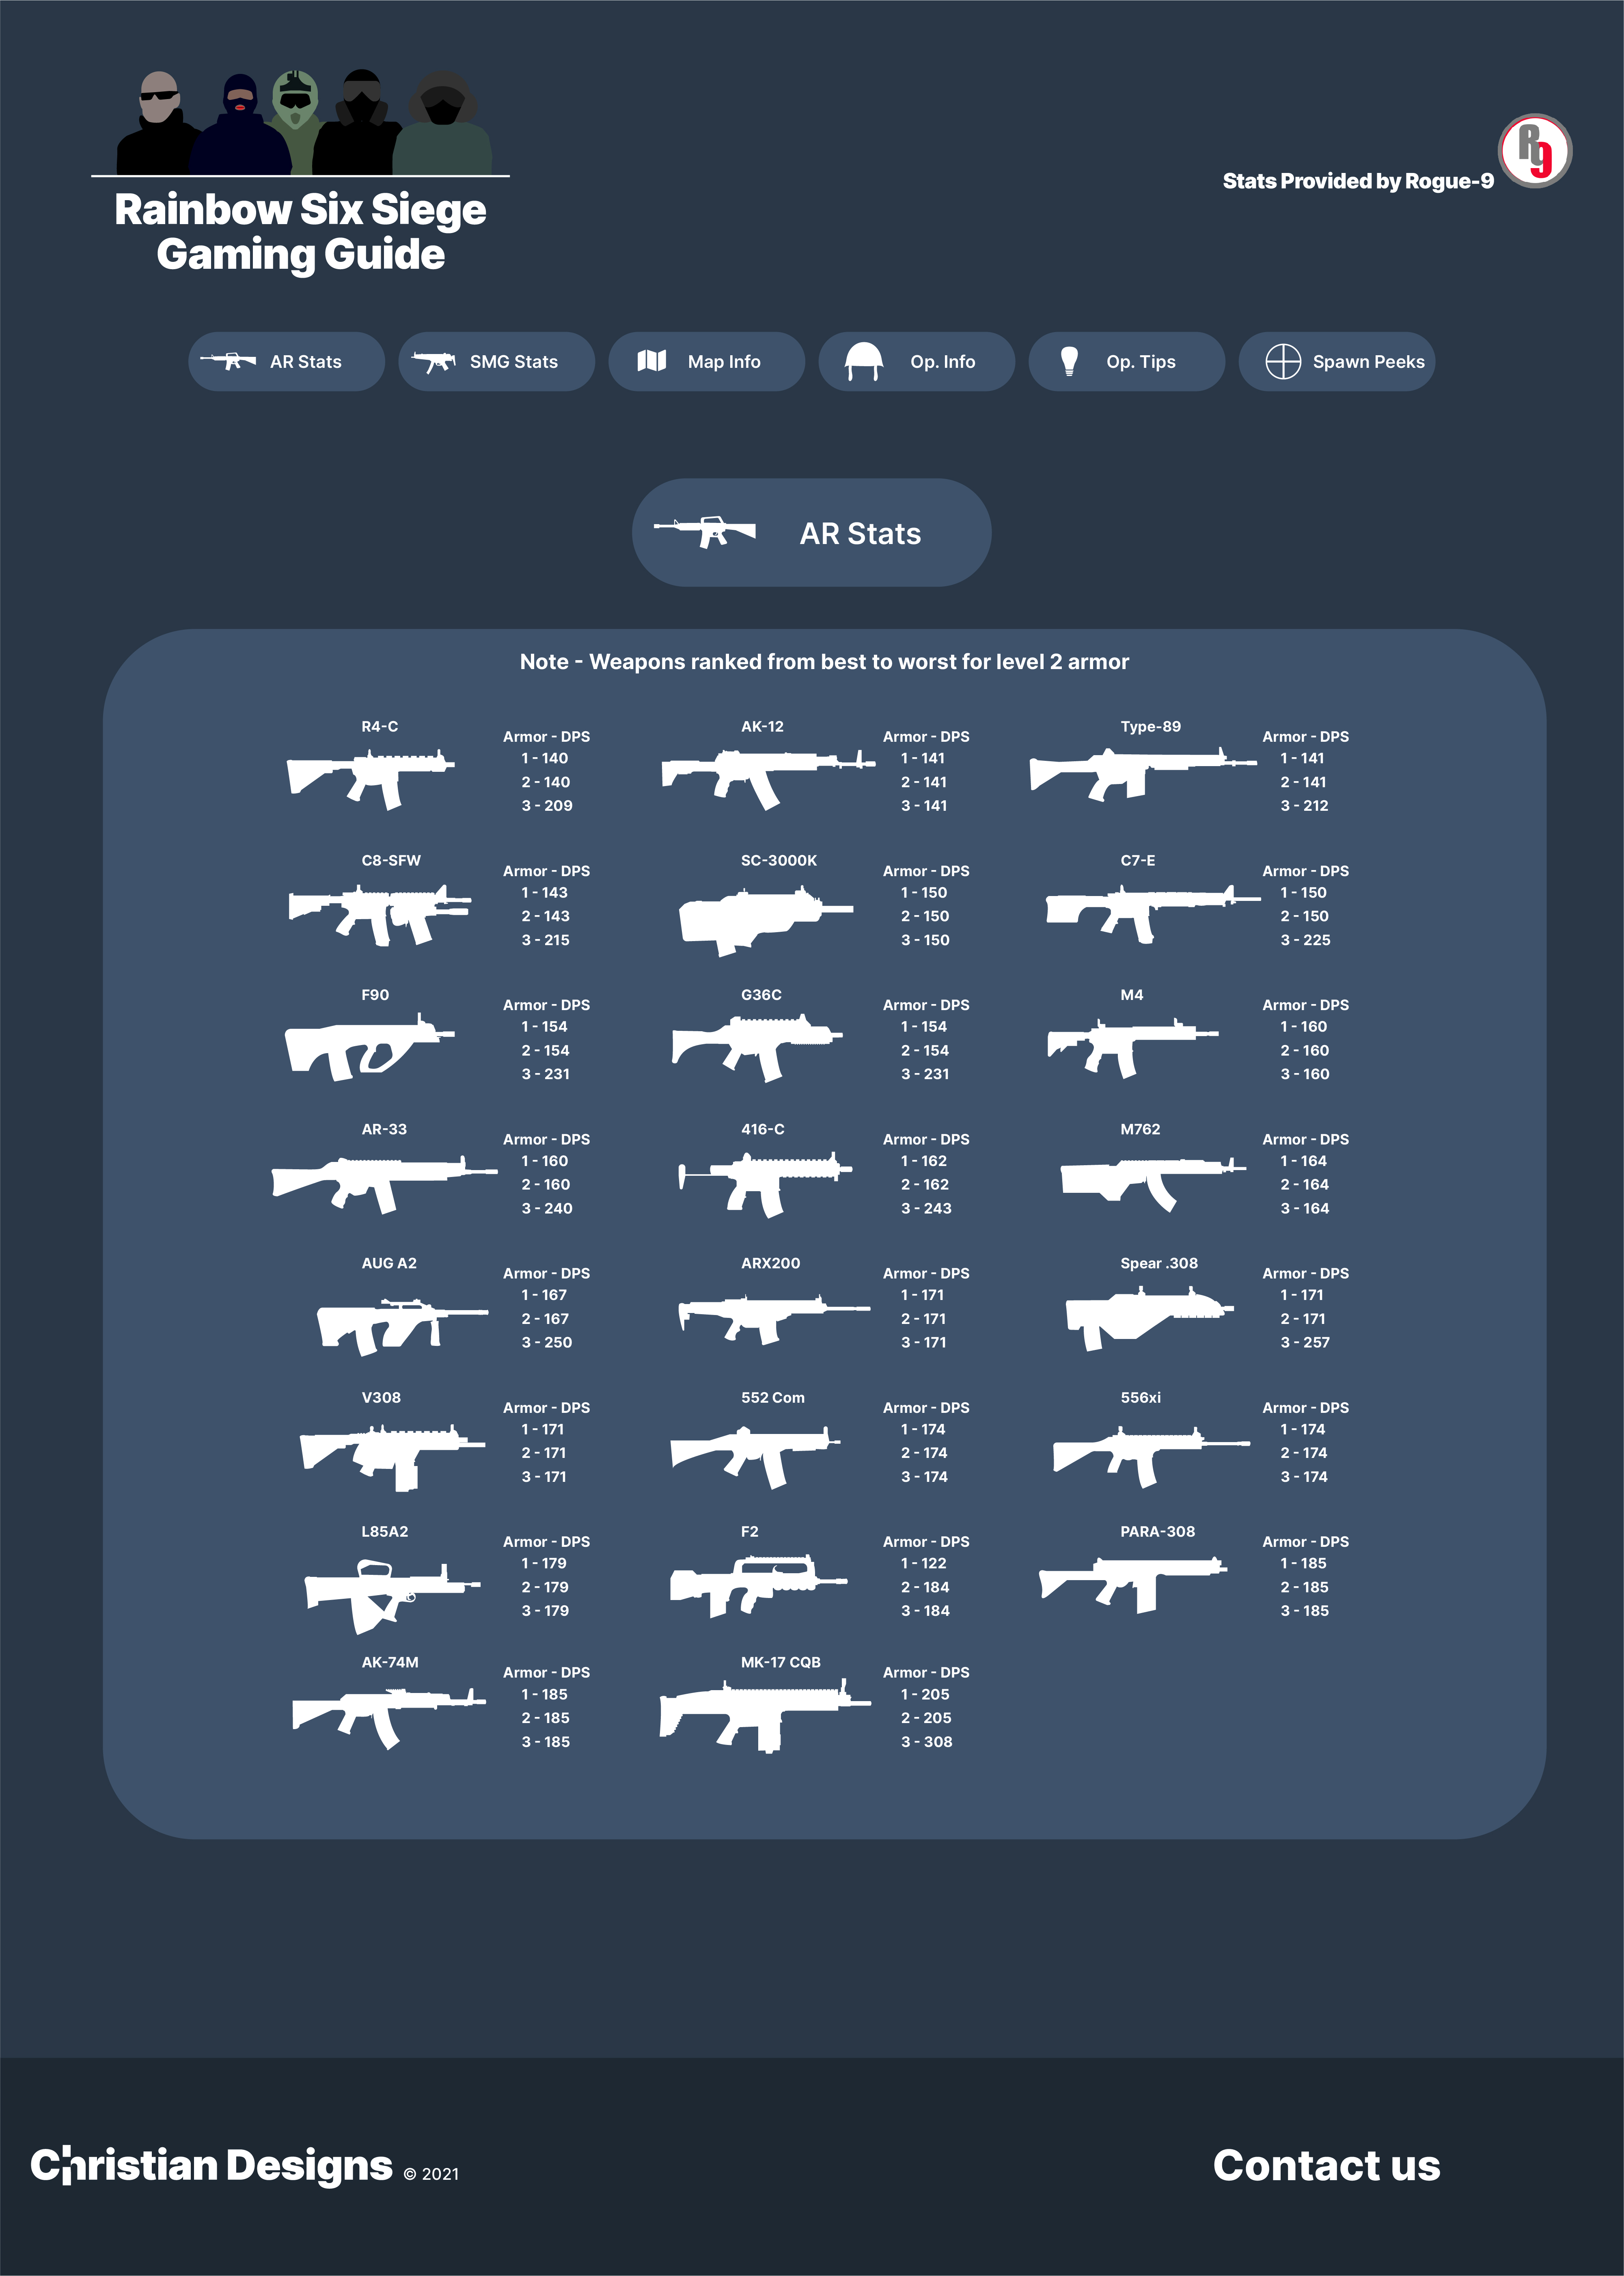 Rainbow Six Siege
Gaming Guide
Stats Provided by Rogue-9
R9
AR Stats
SMG Stats
Map Info
Op. Info
Op. Tips
Spawn Peeks
AR Stats
Note - Weapons ranked from best to worst for level 2 armor
R4-C
Armor - DPS
1 - 140
2 - 140
3 - 209
AK-12
Armor - DPS
1 - 141
2 - 141
3 - 141
Type-89
Armor - DPS
1 - 141
2 - 141
3 - 212
C8-SFW
Armor - DPS
1 - 143
2 - 143
3 - 215
SC-3000K
Armor - DPS
1 - 150
2 - 150
3 - 150
C7-E
Armor - DPS
1 - 150
2 - 150
3 - 225
F90
Armor - DPS
1 - 154
2 - 154
3 - 231
G36C
Armor - DPS
1 - 154
2 - 154
3 - 231
M4
Armor - DPS
1 - 160
2 - 160
3 - 160
AR-33
Armor - DPS
1 - 160
2 - 160
3 - 240
416-C
Armor - DPS
1 - 162
2 - 162
3 - 243
M762
Armor - DPS
1 - 164
2 - 164
3 - 164
AUG A2
Armor - DPS
1 - 167
2 - 167
3 - 250
ARX200
Armor - DPS
1 - 171
2 - 171
3 - 171
Spear .308
Armor - DPS
1 - 171
2 - 171
3 - 257
V308
Armor - DPS
1 - 171
2 - 171
3 - 171
552 Com
Armor - DPS
1 - 174
2 - 174
3 - 174
556xi
Armor - DPS
1 - 174
2 - 174
3 - 174
L85A2
Armor - DPS
1 - 179
2 - 179
3 - 179
F2
Armor - DPS
1 - 122
2 - 184
3 - 184
PARA-308
Armor - DPS
1 - 185
2 - 185
3 - 185
AK-74M
Armor - DPS
1 - 185
2 - 185
3 - 185
MK-17 CQB
Armor - DPS
1 - 205
2 - 205
3 - 308
Christian Designs © 2021
Contact us